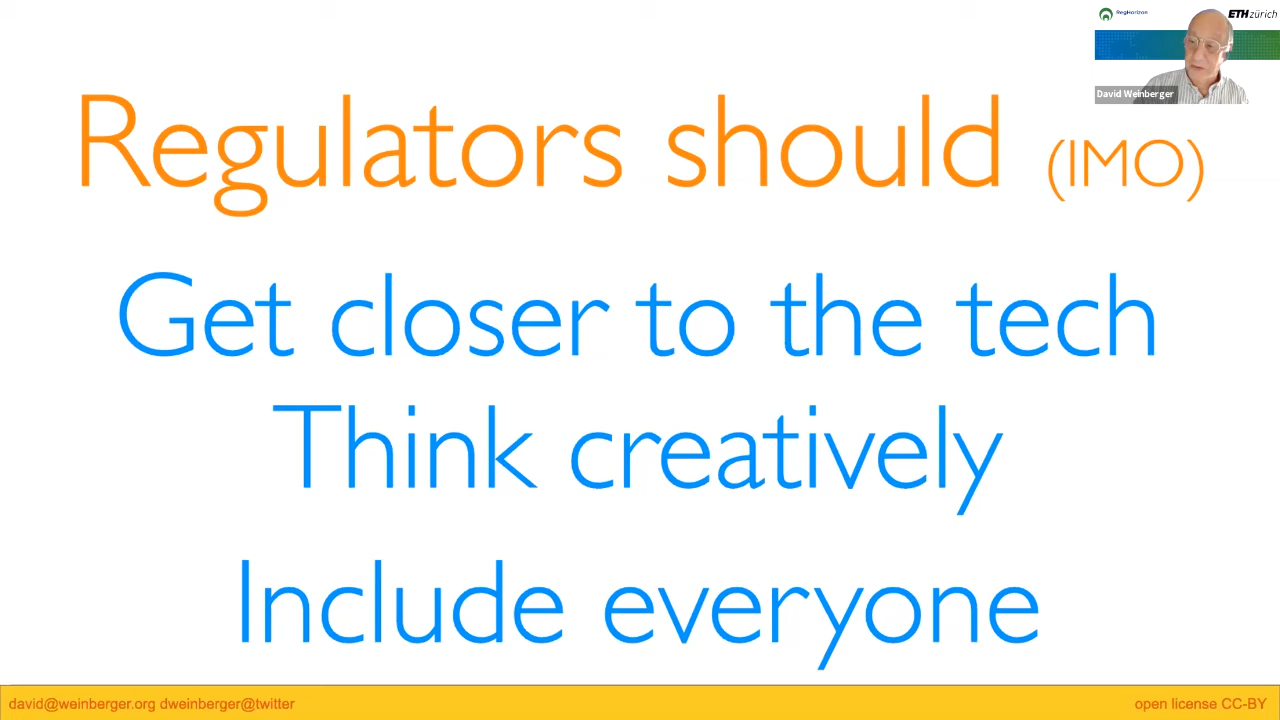 RegHorizon
ETH zürich
David Weinberger
Regulators should (IMO)
Get closer to the tech
Think creatively
Include everyone
david@weinberger.org dweinberger@twitter
open license CC-BY